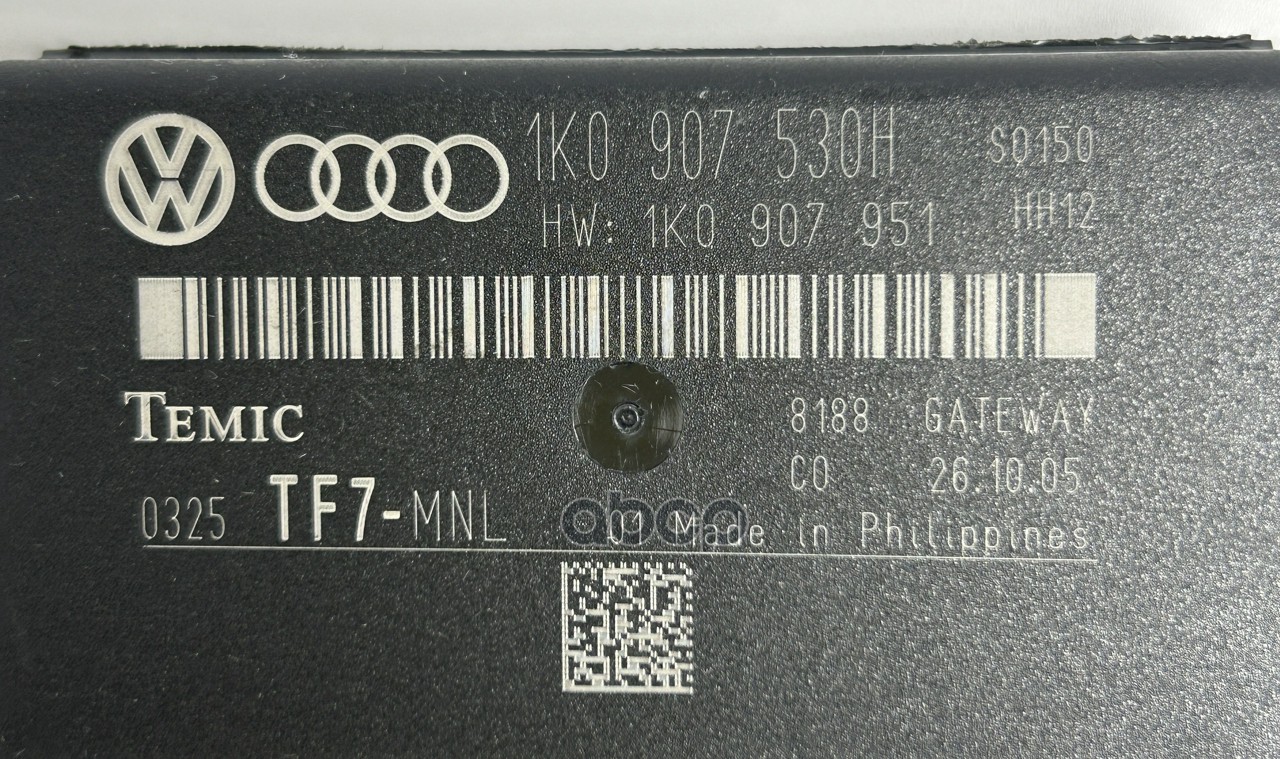 1K0 907 530H S0150
HW: 1K0 907 951 HH12
TEMIC 8188 GATEWAY
C0 26.10.05
0325 TF7-MNL 01 Made in Philippines
abcp